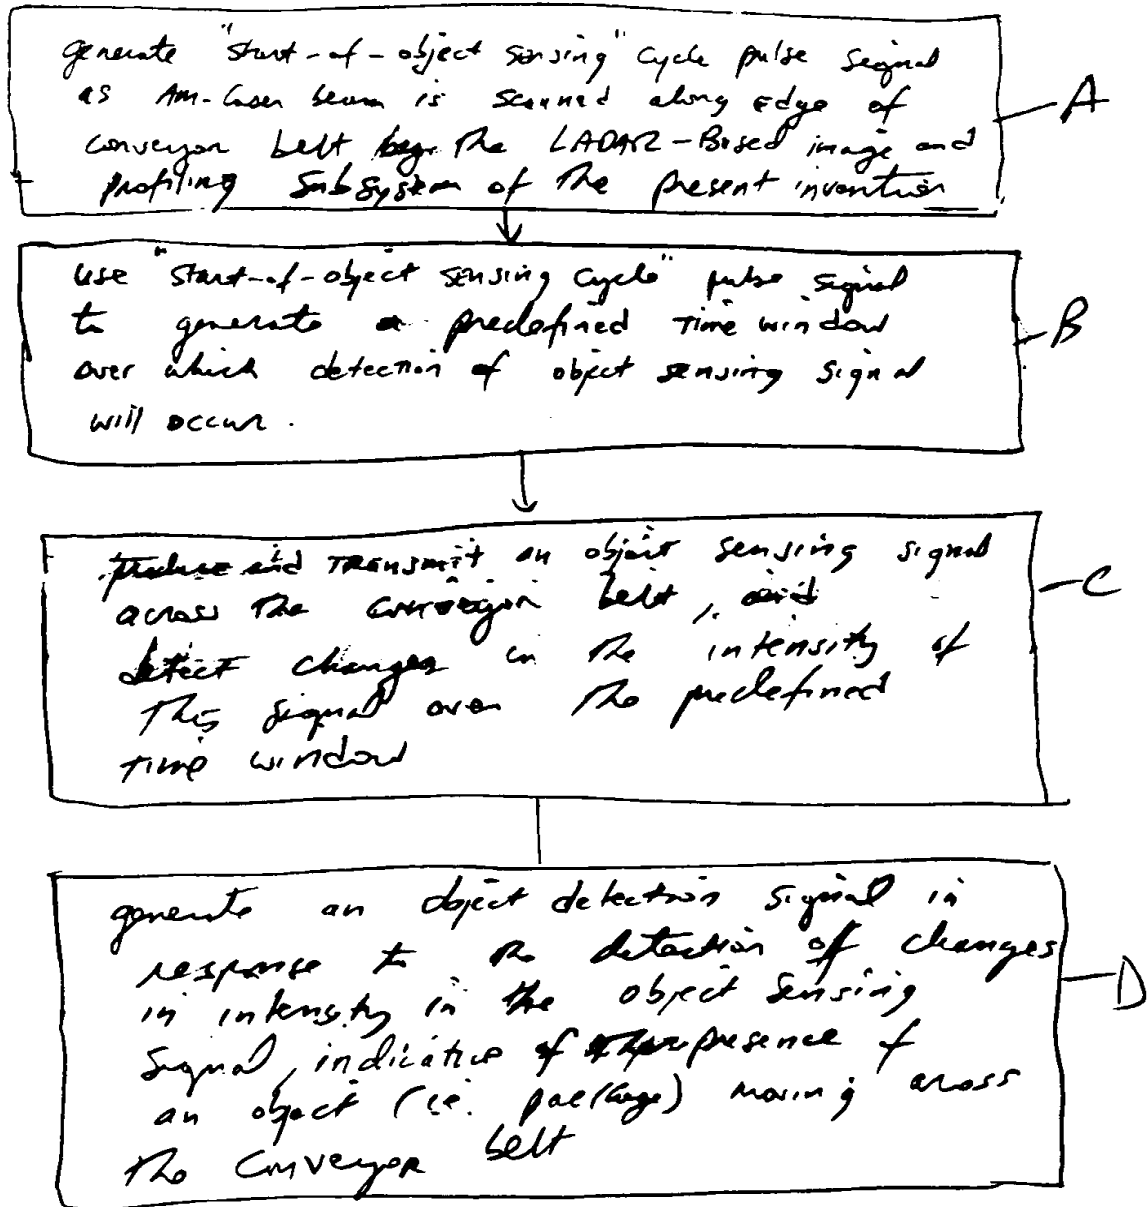 generate "start-of-object sensing" cycle pulse signal
as AM-laser beam is scanned along edge of
conveyor belt by the LADAR-Based image and
profiling subsystem of the present invention
A
use "start-of-object sensing cycle" pulse signal
to generate a predefined time window
over which detection of object sensing signal
will occur.
B
produce and TRANSMIT an object sensing signal
across the conveyor belt, and
detect changes in the intensity of
this signal over the predefined
time window
C
generate an object detection signal in
response to the detection of changes
in intensity in the object sensing
signal, indicative of the presence of
an object (i.e. package) moving across
the conveyor belt
D